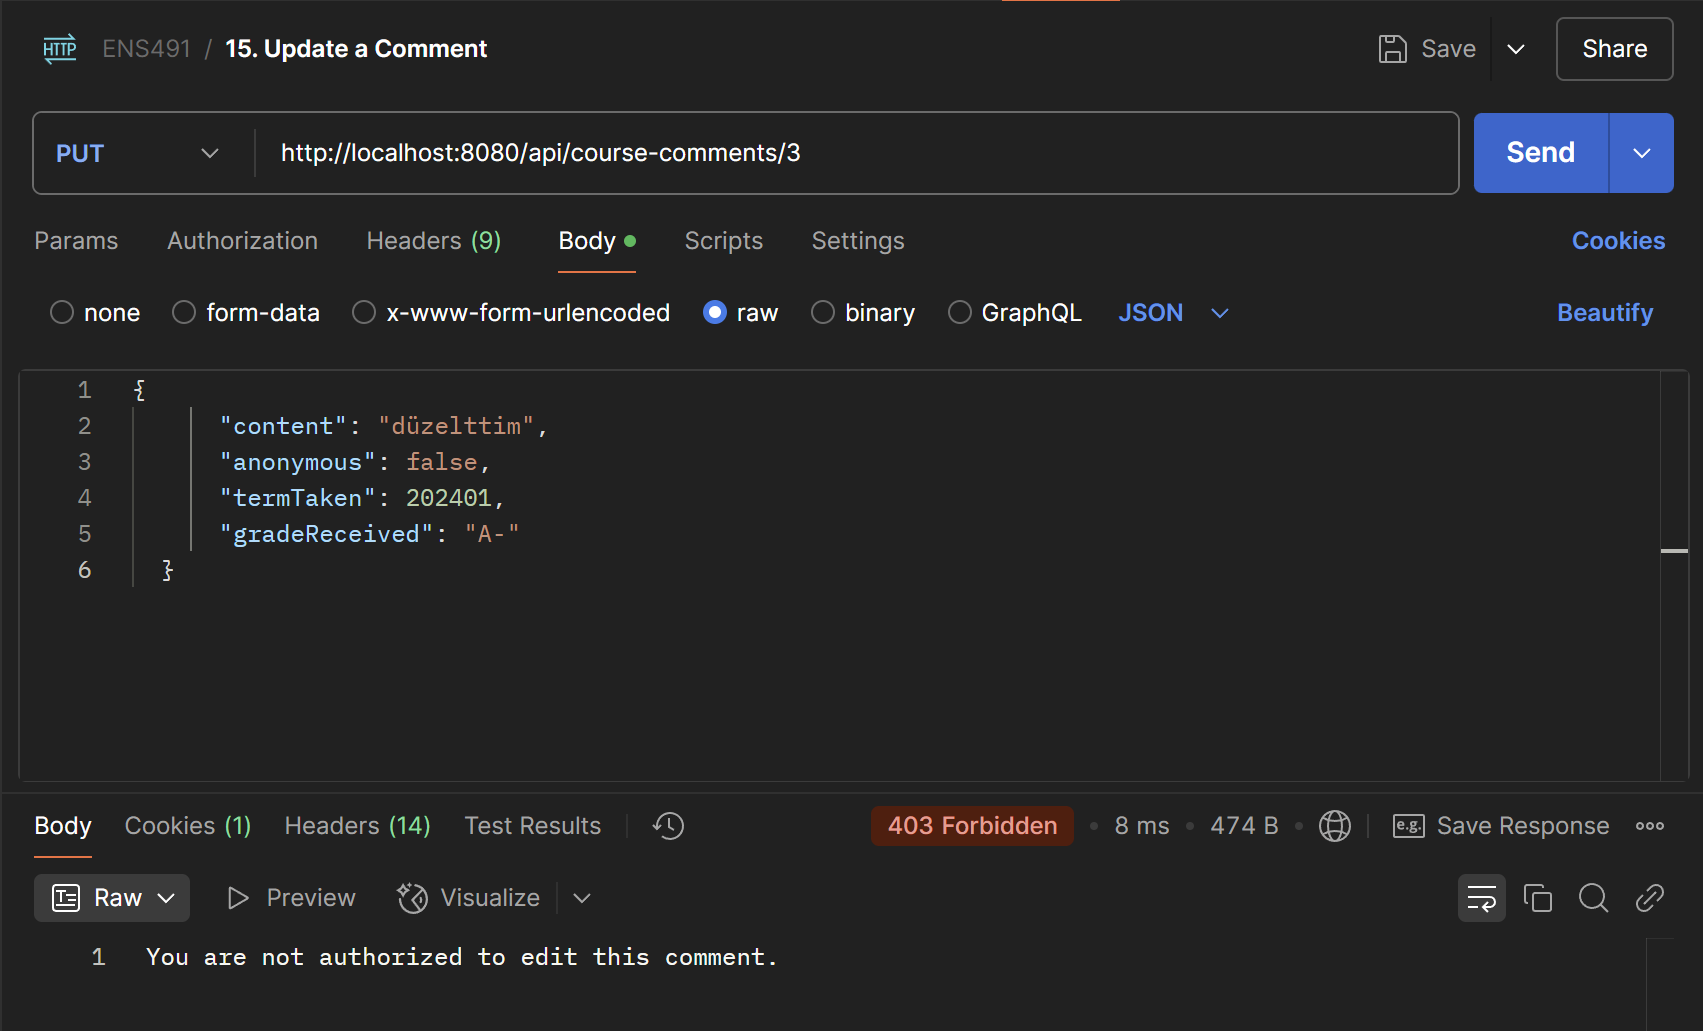 HTTP ENS491 / 15. Update a Comment Save Share
PUT http://localhost:8080/api/course-comments/3 Send
Params Authorization Headers (9) Body Scripts Settings Cookies
none form-data x-www-form-urlencoded raw binary GraphQL JSON Beautify
1 {
2 "content": "düzelttim",
3 "anonymous": false,
4 "termTaken": 202401,
5 "gradeReceived": "A-"
6 }
Body Cookies (1) Headers (14) Test Results 403 Forbidden • 8 ms • 474 B • e.g. Save Response
Raw Preview Visualize
1 You are not authorized to edit this comment.